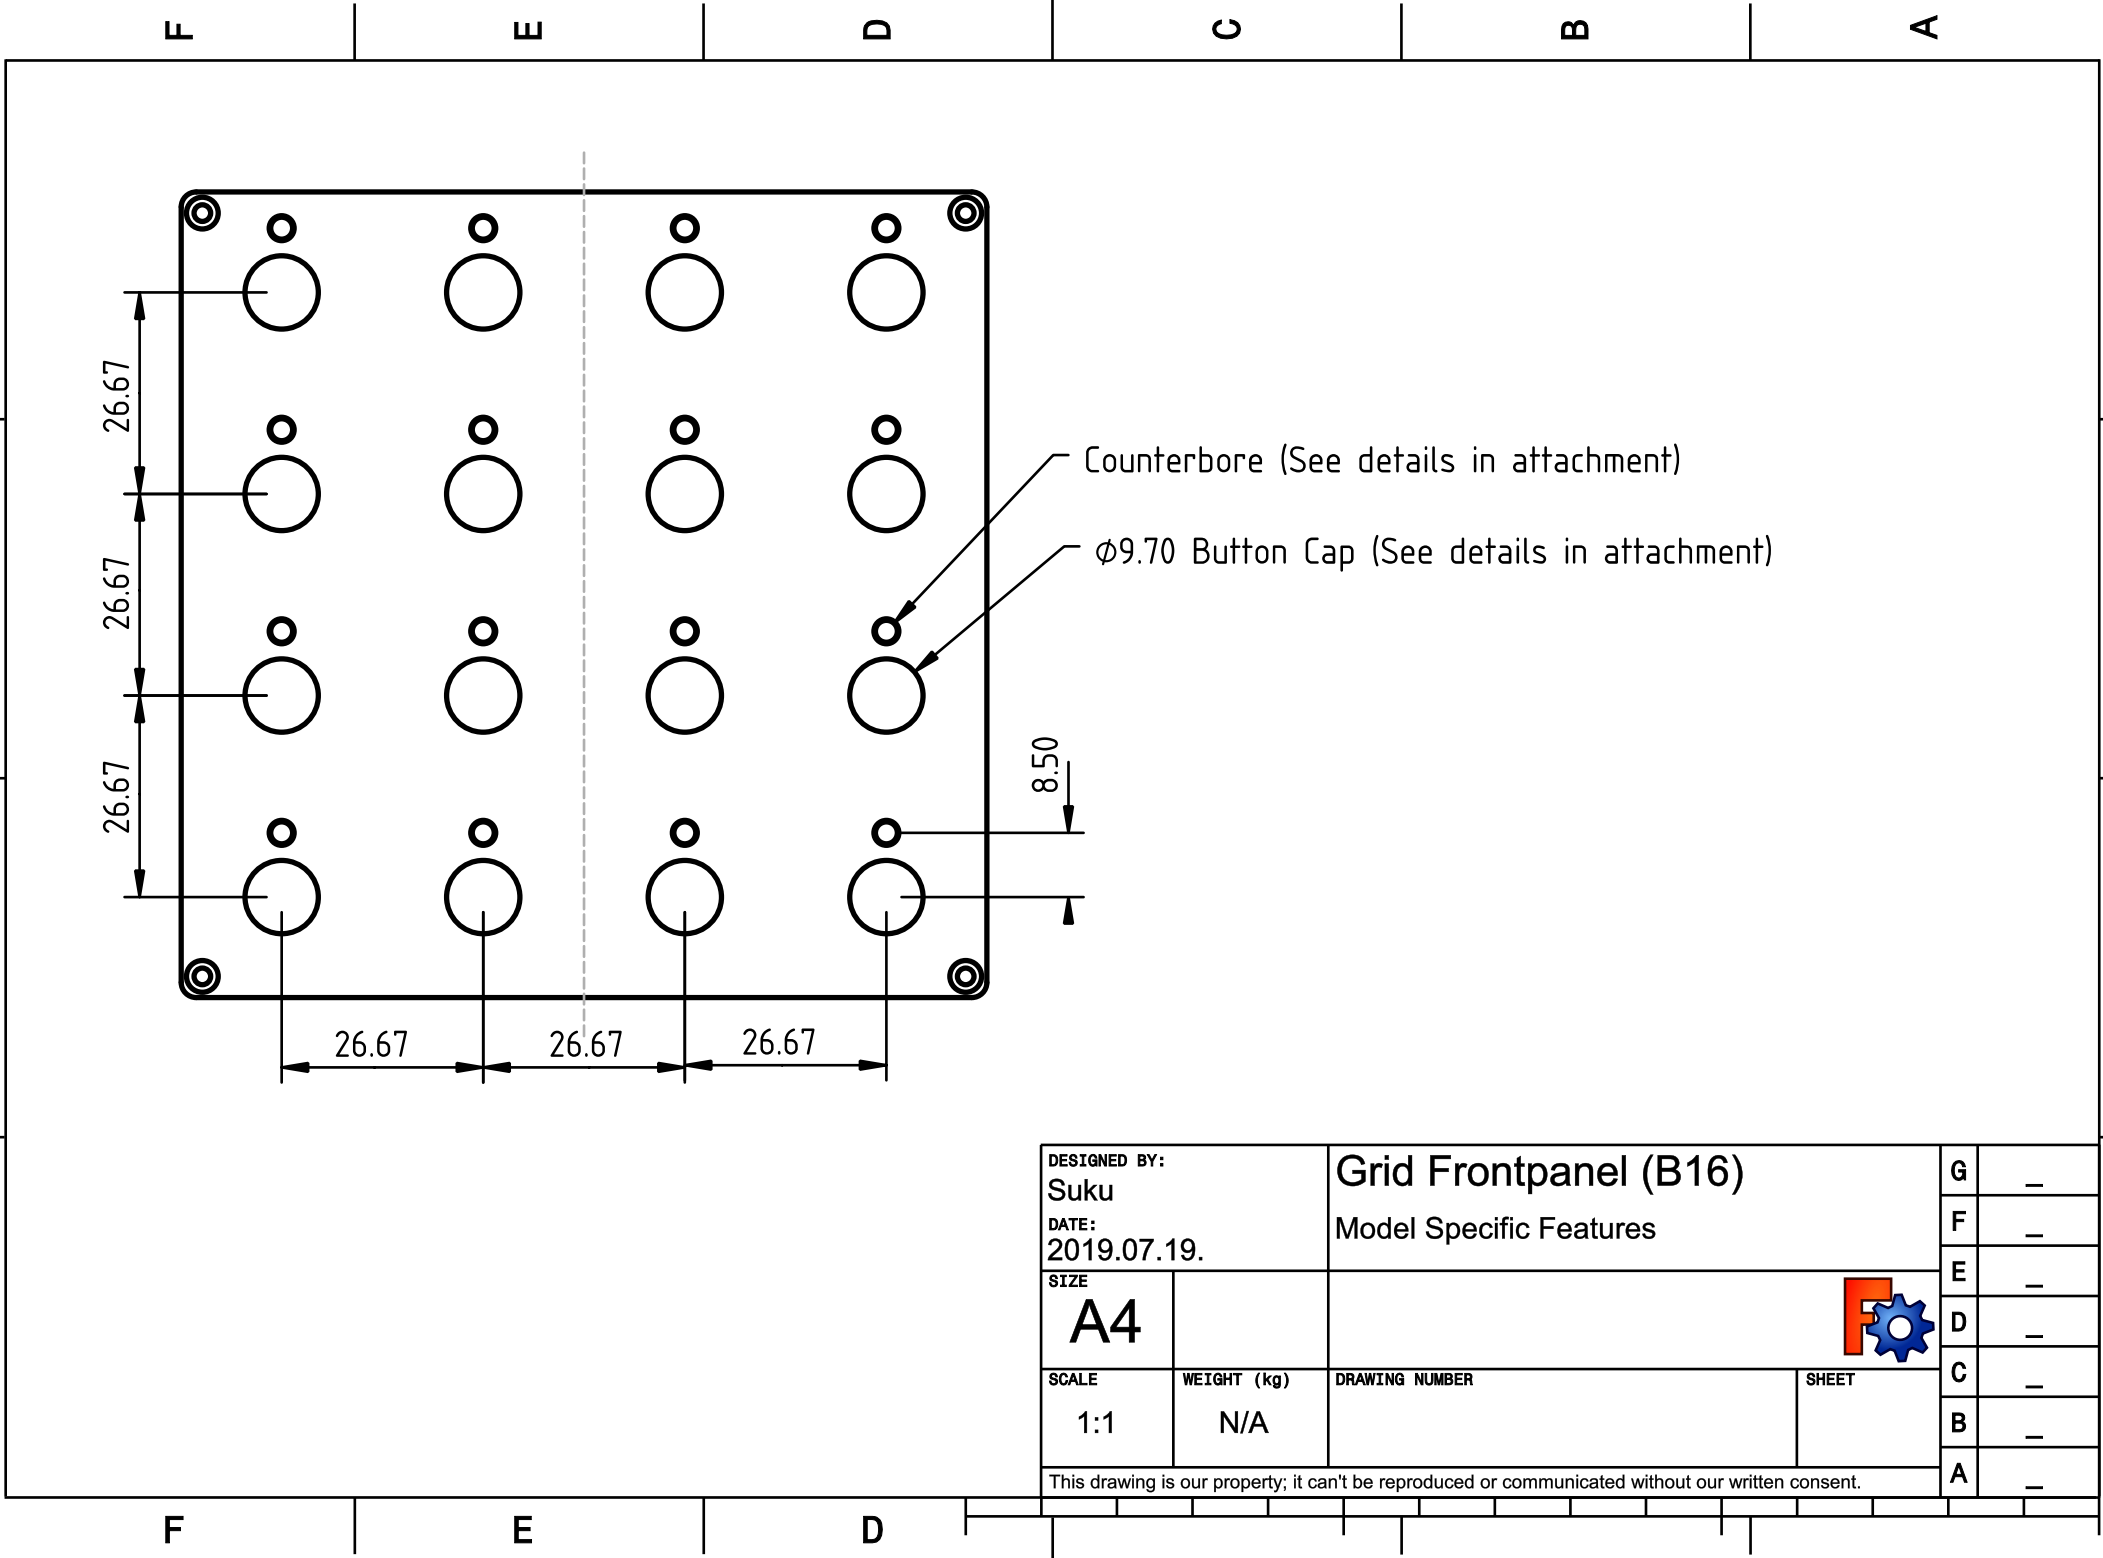 F E D C B A
26.67
26.67
26.67
Counterbore (See details in attachment)
Ø9.70 Button Cap (See details in attachment)
8.50
26.67 26.67 26.67
DESIGNED BY:
Suku
DATE:
2019.07.19.
Grid Frontpanel (B16)
Model Specific Features
SIZE
A4
SCALE
1:1
WEIGHT (kg)
N/A
DRAWING NUMBER
SHEET
This drawing is our property; it can't be reproduced or communicated without our written consent.
G _
F _
E _
D _
C _
B _
A _
F E D